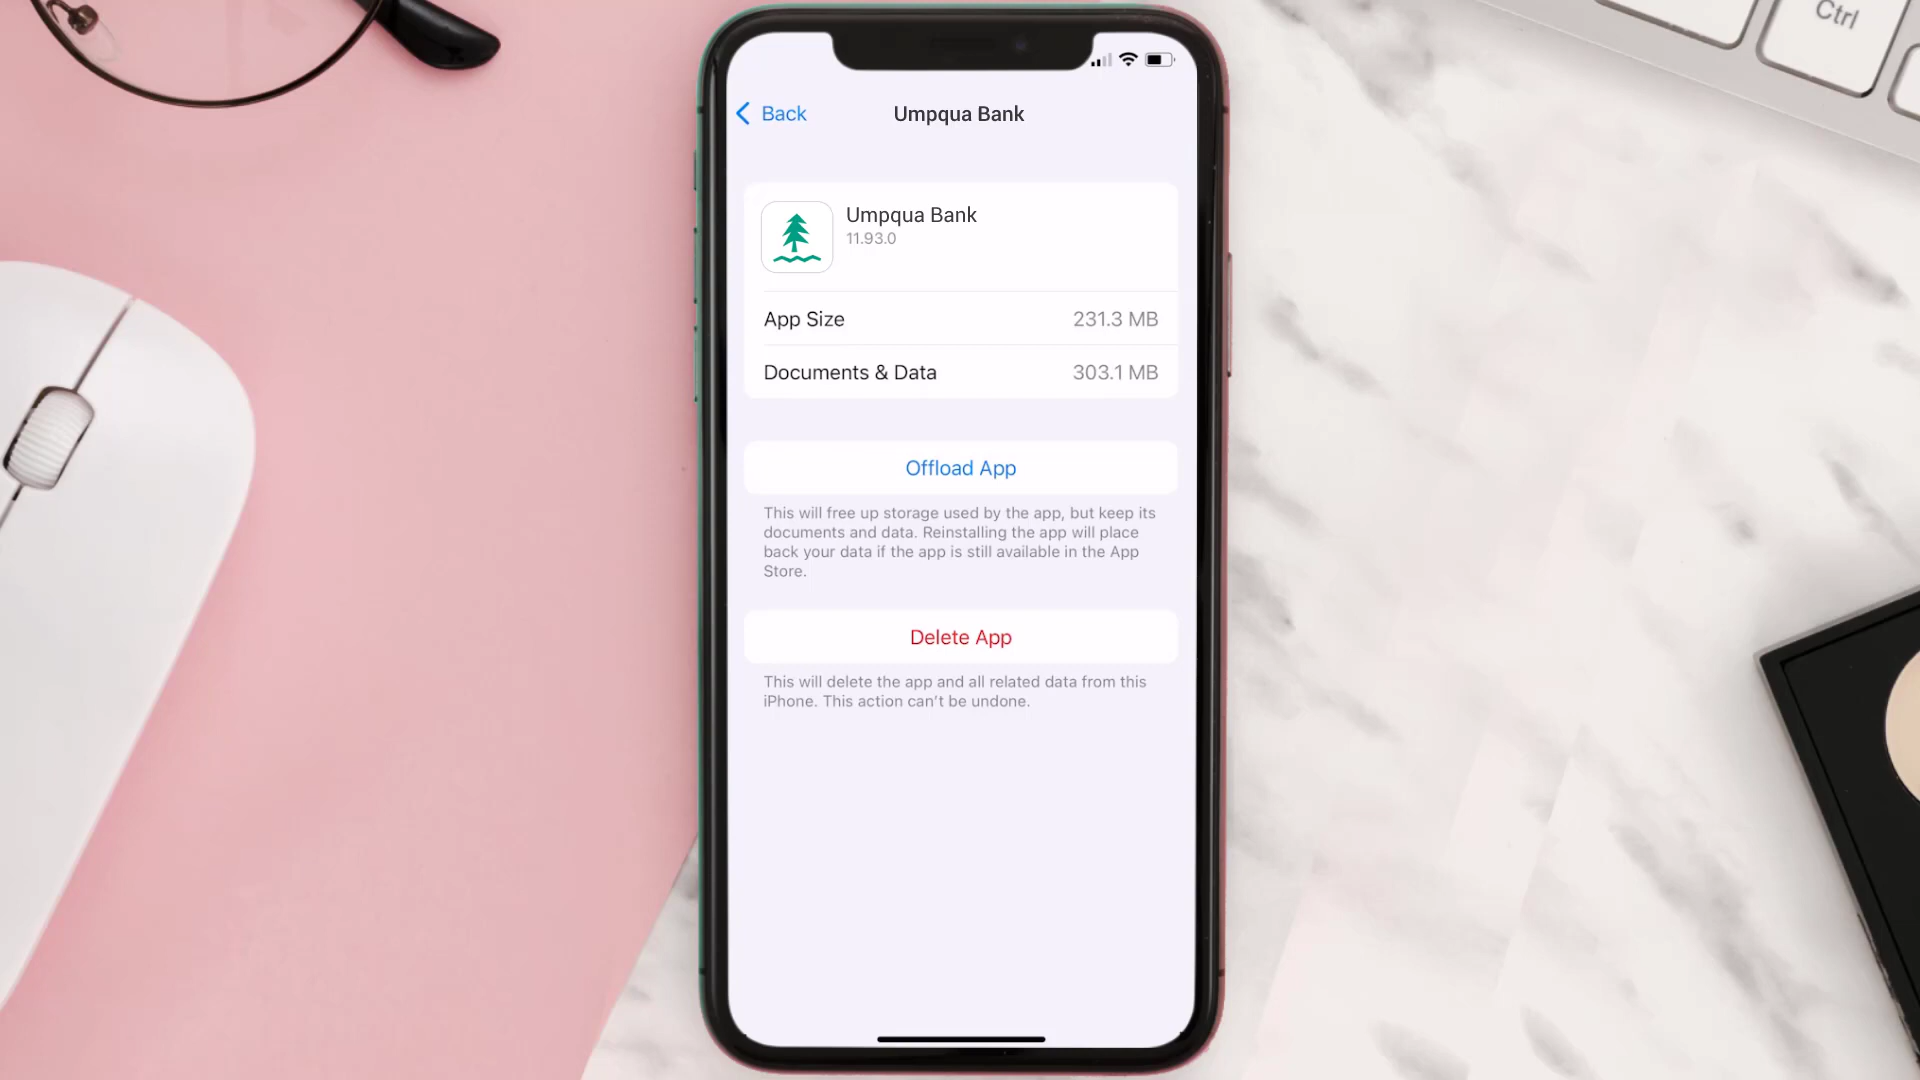 Ctrl
Back
Umpqua Bank
Umpqua Bank
11.93.0
App Size 231.3 MB
Documents & Data 303.1 MB
Offload App
This will free up storage used by the app, but keep its
documents and data. Reinstalling the app will place
back your data if the app is still available in the App
Store.
Delete App
This will delete the app and all related data from this
iPhone. This action can't be undone.